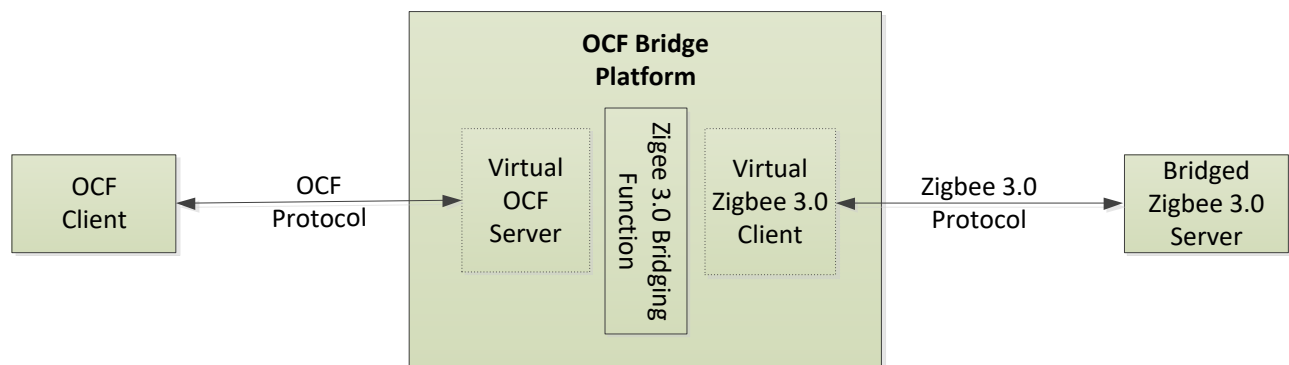 OCF Bridge
Platform
OCF
Client
OCF
Protocol
Virtual
OCF
Server
Zigee 3.0 Bridging
Function
Virtual
Zigbee 3.0
Client
Zigbee 3.0
Protocol
Bridged
Zigbee 3.0
Server